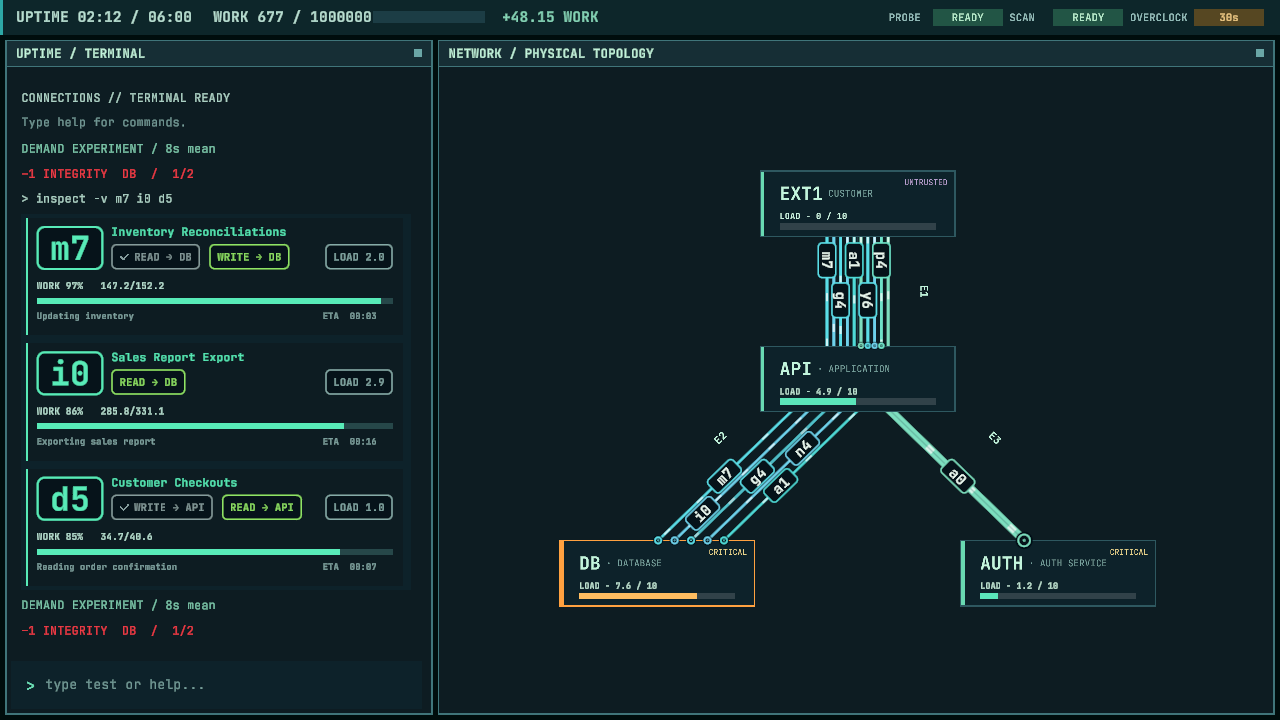 UPTIME 02:12 / 06:00 WORK 677 / 1000000 +48.15 WORK PROBE READY SCAN READY OVERCLOCK 30s
UPTIME / TERMINAL
CONNECTIONS // TERMINAL READY
Type help for commands.
DEMAND EXPERIMENT / 8s mean
−1 INTEGRITY DB / 1/2
> inspect -v m7 i0 d5
m7
Inventory Reconciliations
✓ READ → DB WRITE → DB LOAD 2.0
WORK 97% 147.2/152.2
Updating inventory ETA 00:03
i0
Sales Report Export
READ → DB LOAD 2.9
WORK 86% 285.8/331.1
Exporting sales report ETA 00:16
d5
Customer Checkouts
✓ WRITE → API READ → API LOAD 1.0
WORK 85% 34.7/40.6
Reading order confirmation ETA 00:07
DEMAND EXPERIMENT / 8s mean
−1 INTEGRITY DB / 1/2
> type test or help...
NETWORK / PHYSICAL TOPOLOGY
UNTRUSTED
EXT1 CUSTOMER
LOAD - 0 / 10
m7 a1 p4
g4 y6
E1
API · APPLICATION
LOAD - 4.9 / 10
E2
E3
m7 g4 n4
i0 a1
a0
CRITICAL
DB · DATABASE
LOAD - 7.6 / 10
CRITICAL
AUTH · AUTH SERVICE
LOAD - 1.2 / 10